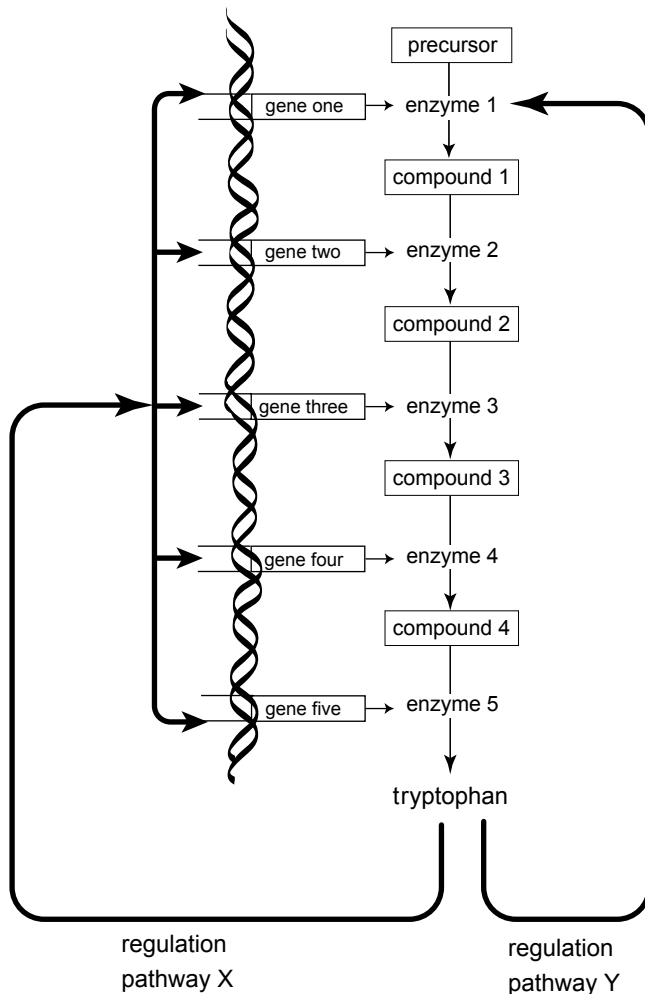 precursor
gene one
enzyme 1
compound 1
gene two
enzyme 2
compound 2
gene three
enzyme 3
compound 3
gene four
enzyme 4
compound 4
gene five
enzyme 5
tryptophan
regulation
pathway X
regulation
pathway Y